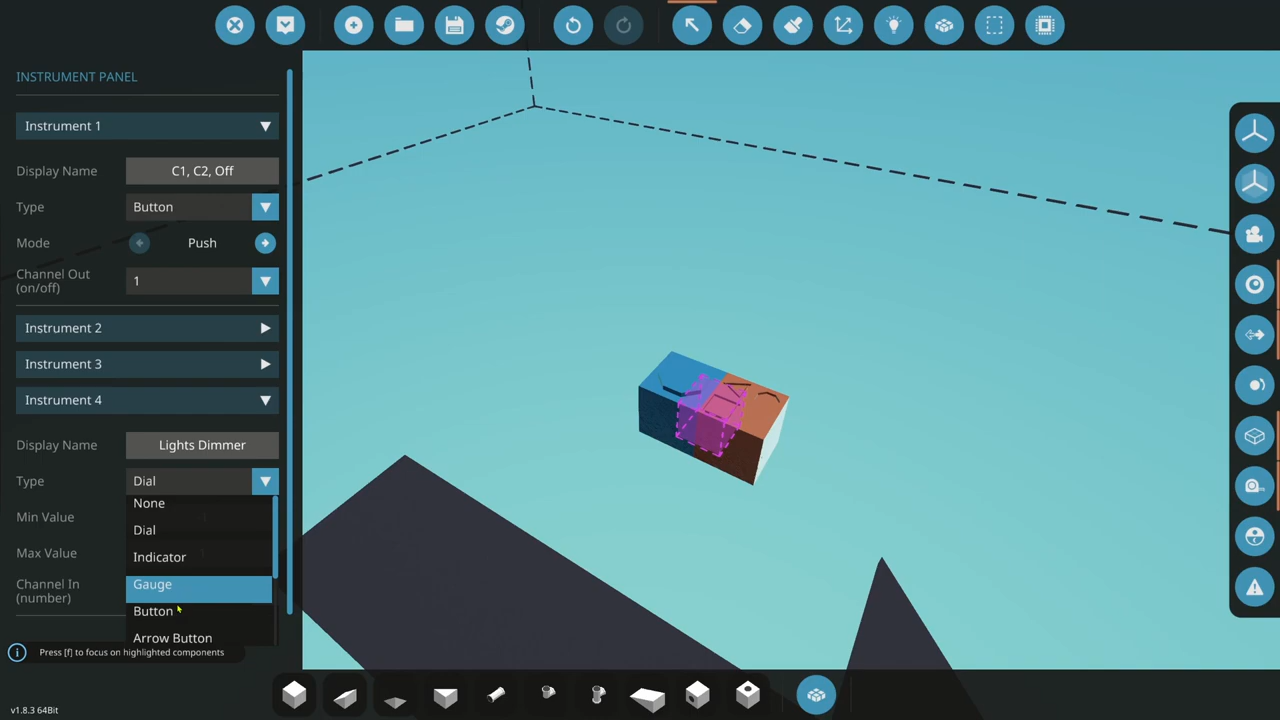 INSTRUMENT PANEL
Instrument 1
Display Name
C1, C2, Off
Type
Button
Mode
Push
Channel Out
(on/off)
1
Instrument 2
Instrument 3
Instrument 4
Display Name
Lights Dimmer
Type
Dial
None
Min Value
Dial
Max Value
Indicator
Channel In
(number)
Gauge
Button
Arrow Button
Press [f] to focus on highlighted components
v1.8.3 64Bit